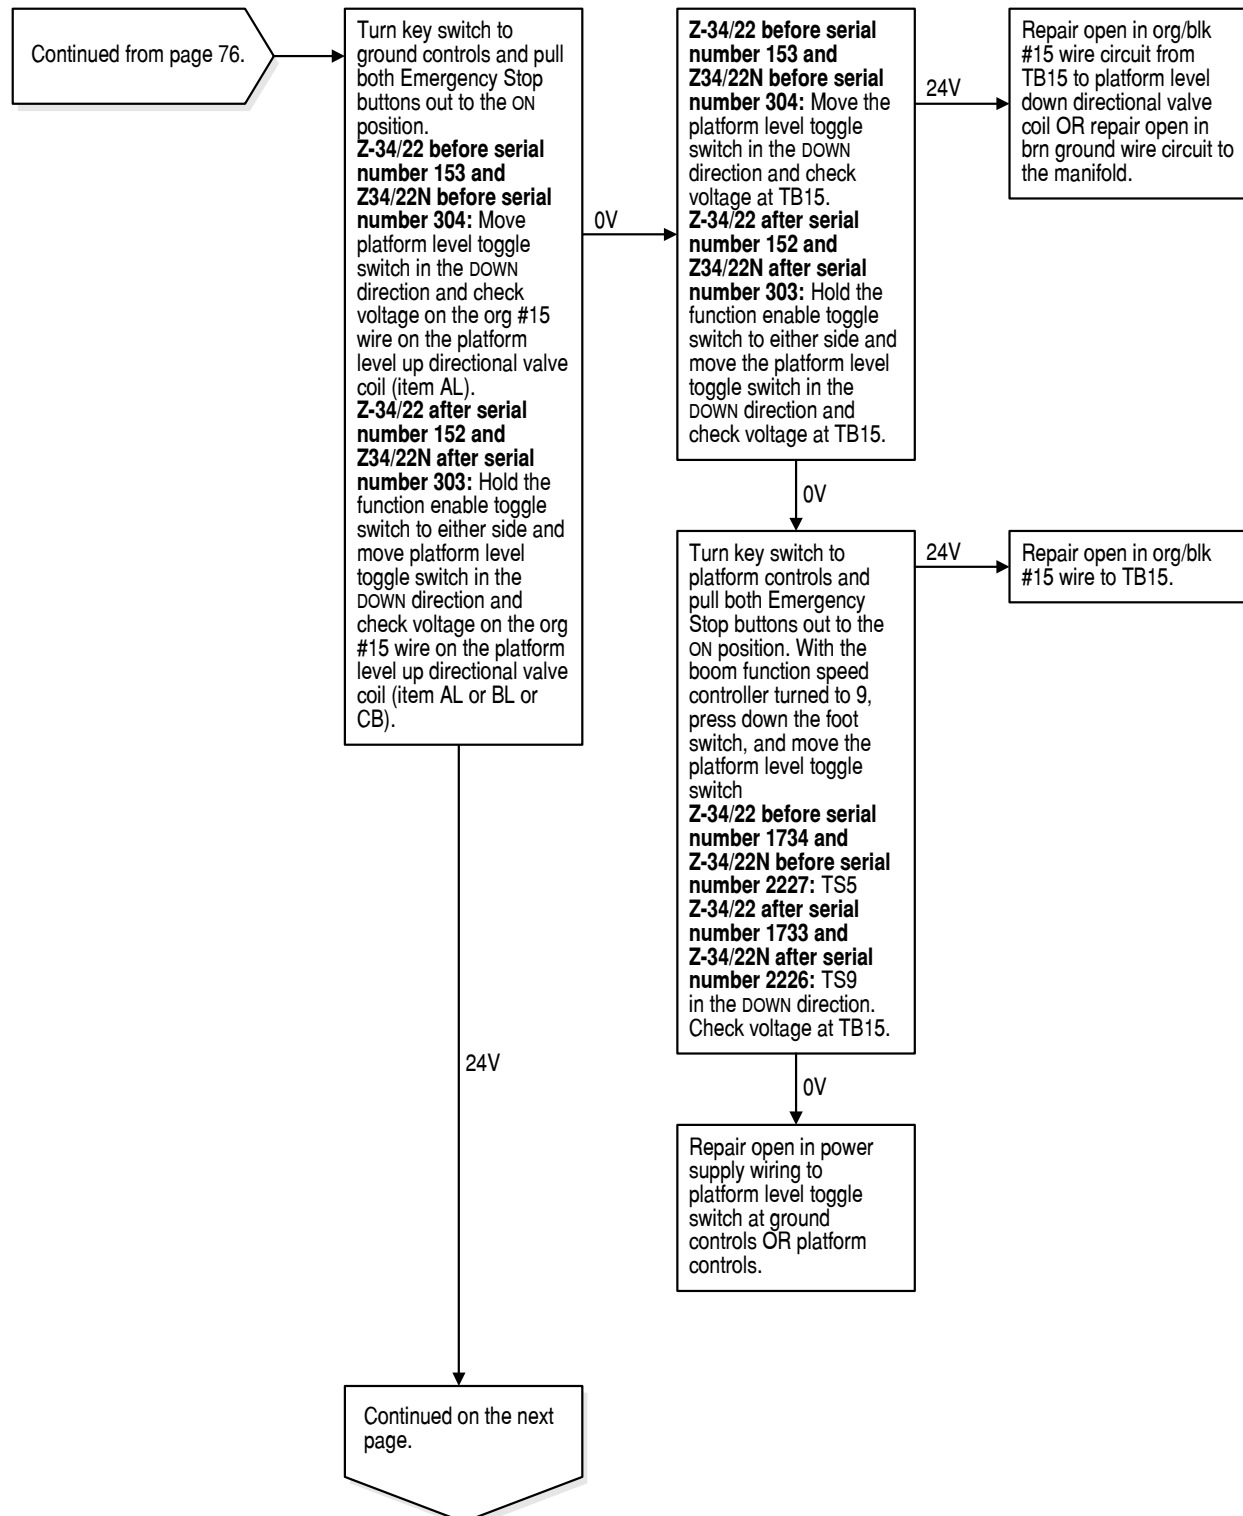 Continued from page 76.
Turn key switch to
ground controls and pull
both Emergency Stop
buttons out to the ON
position.
Z-34/22 before serial
number 153 and
Z34/22N before serial
number 304: Move
platform level toggle
switch in the DOWN
direction and check
voltage on the org #15
wire on the platform
level up directional valve
coil (item AL).
Z-34/22 after serial
number 152 and
Z34/22N after serial
number 303: Hold the
function enable toggle
switch to either side and
move platform level
toggle switch in the
DOWN direction and
check voltage on the org
#15 wire on the platform
level up directional valve
coil (item AL or BL or
CB).
0V
Z-34/22 before serial
number 153 and
Z34/22N before serial
number 304: Move the
platform level toggle
switch in the DOWN
direction and check
voltage at TB15.
Z-34/22 after serial
number 152 and
Z34/22N after serial
number 303: Hold the
function enable toggle
switch to either side and
move the platform level
toggle switch in the
DOWN direction and
check voltage at TB15.
24V
Repair open in org/blk
#15 wire circuit from
TB15 to platform level
down directional valve
coil OR repair open in
brn ground wire circuit to
the manifold.
0V
Turn key switch to
platform controls and
pull both Emergency
Stop buttons out to the
ON position. With the
boom function speed
controller turned to 9,
press down the foot
switch, and move the
platform level toggle
switch
Z-34/22 before serial
number 1734 and
Z-34/22N before serial
number 2227: TS5
Z-34/22 after serial
number 1733 and
Z-34/22N after serial
number 2226: TS9
in the DOWN direction.
Check voltage at TB15.
24V
Repair open in org/blk
#15 wire to TB15.
0V
Repair open in power
supply wiring to
platform level toggle
switch at ground
controls OR platform
controls.
24V
Continued on the next
page.